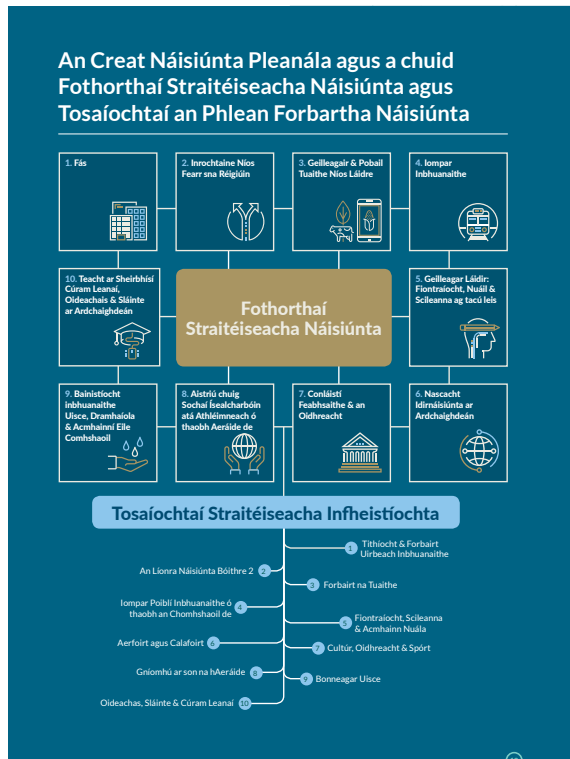 An Creat Náisiúnta Pleanála agus a chuid
Fothorthaí Straitéiseacha Náisiúnta agus
Tosaíochtaí an Phlean Forbartha Náisiúnta
1. Fás
2. Inrochtaine Níos
Fearr sna Réigiúin
3. Geilleagair & Pobail
Tuaithe Níos Láidre
4. Iompar
Inbhuanaithe
10. Teacht ar Sheirbhísí
Cúram Leanaí,
Oideachais & Sláinte
ar Ardchaighdeán
Fothorthaí
Straitéiseacha Náisiúnta
5. Geilleagar Láidir:
Fiontraíocht, Nuáil &
Scileanna ag tacú leis
9. Bainistíocht
inbhuanaithe
Uisce, Dramhaíola
& Acmhainní Eile
Comhshaoil
8. Aistriú chuig
Sochaí Ísealcharbóin
atá Athléimneach ó
thaobh Aeráide de
7. Conláistí
Feabhsaithe & an
Oidhreacht
6. Nascacht
Idirnáisiúnta ar
Ardchaighdeán
Tosaíochtaí Straitéiseacha Infheistíochta
1 Tithíocht & Forbairt
Uirbeach Inbhuanaithe
An Líonra Náisiúnta Bóithre 2 2
3 Forbairt na Tuaithe
Iompar Poiblí Inbhuanaithe ó
thaobh an Chomhshaoil de 4
5 Fiontraíocht, Scileanna
& Acmhainn Nuála
Aerfoirt agus Calafoirt 6
7 Cultúr, Oidhreacht & Spórt
Gníomhú ar son na hAeráide 8
9 Bonneagar Uisce
Oideachas, Sláinte & Cúram Leanaí 10